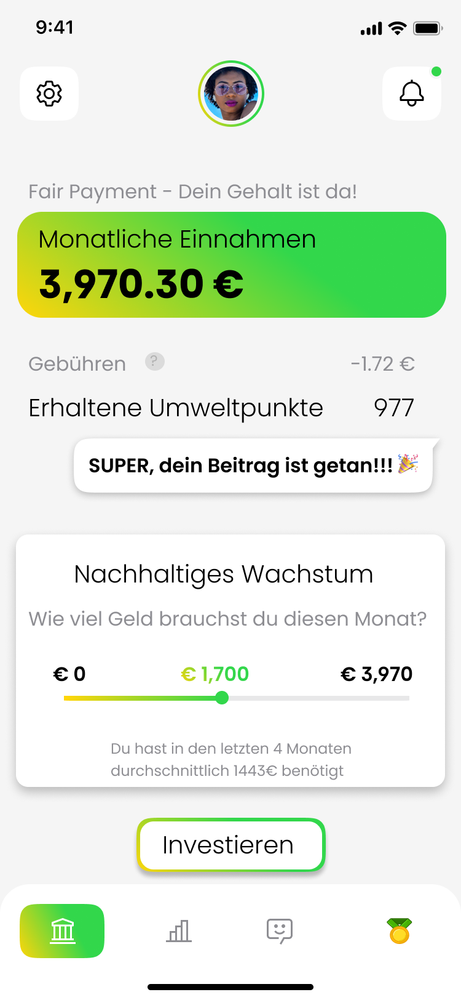 9:41
Fair Payment - Dein Gehalt ist da!
Monatliche Einnahmen
3,970.30 €
Gebühren ? -1.72 €
Erhaltene Umweltpunkte 977
SUPER, dein Beitrag ist getan!!! 🎉
Nachhaltiges Wachstum
Wie viel Geld brauchst du diesen Monat?
€ 0 € 1,700 € 3,970
Du hast in den letzten 4 Monaten
durchschnittlich 1443€ benötigt
Investieren